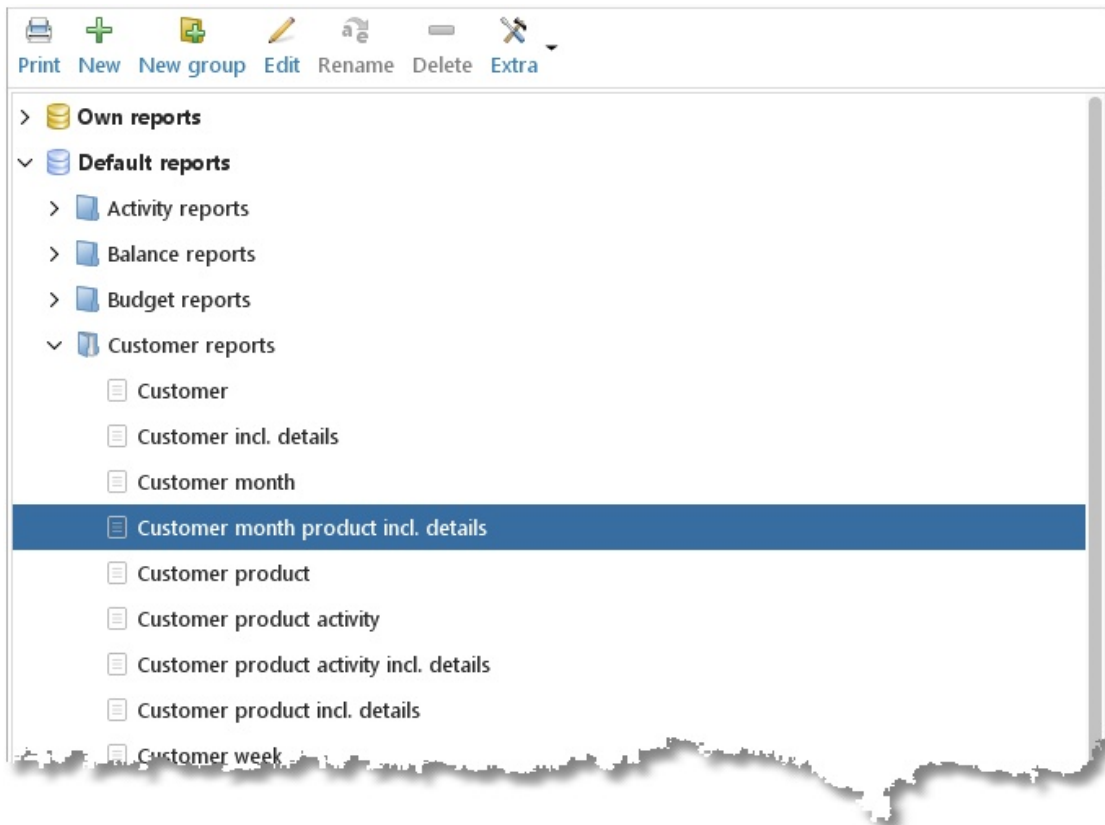 Print New New group Edit Rename Delete Extra
Own reports
Default reports
Activity reports
Balance reports
Budget reports
Customer reports
Customer
Customer incl. details
Customer month
Customer month product incl. details
Customer product
Customer product activity
Customer product activity incl. details
Customer product incl. details
Customer week